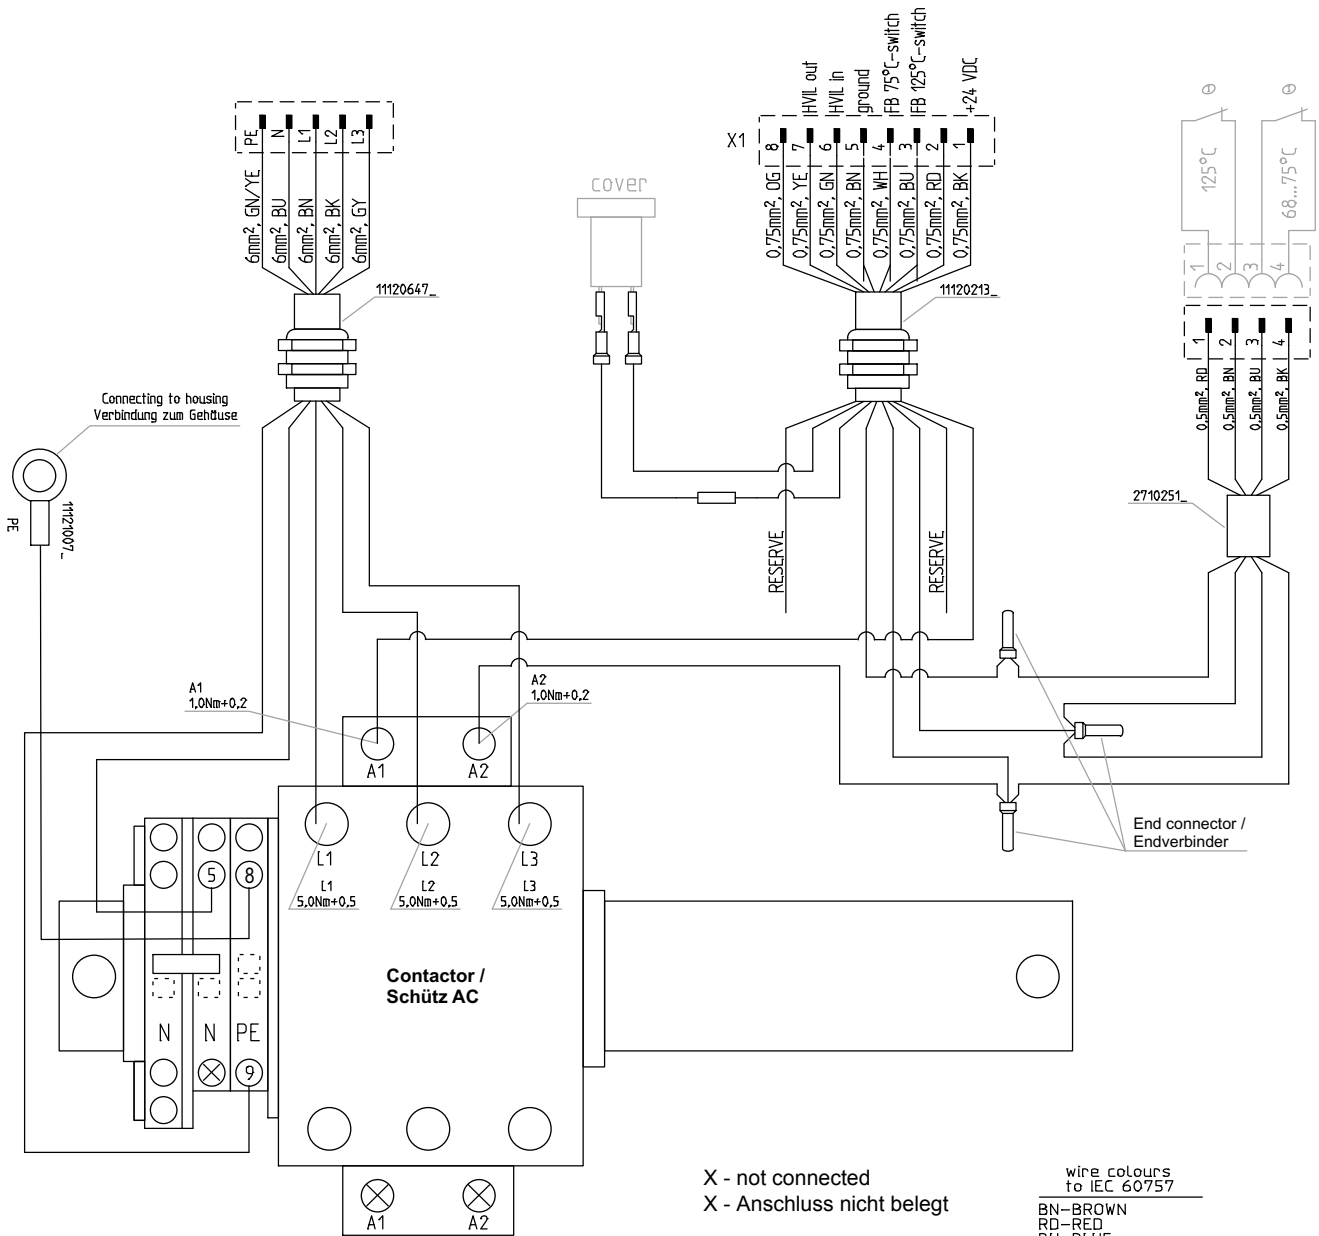 PE
N
L1
L2
L3
6mm², GN/YE
6mm², BU
6mm², BN
6mm², BK
6mm², GY
11120647_
Connecting to housing
Verbindung zum Gehäuse
11121007_
PE
cover
X1
HVIL out
HVIL in
ground
FB 75°C-switch
FB 125°C-switch
+24 VDC
8
7
6
5
4
3
2
1
0,75mm², OG
0,75mm², YE
0,75mm², GN
0,75mm², BN
0,75mm², WH
0,75mm², BU
0,75mm², RD
0,75mm², BK
11120213_
RESERVE
RESERVE
125°C
68...75°C
1
2
3
4
1
2
3
4
0,5mm², RD
0,5mm², BN
0,5mm², BU
0,5mm², BK
2710251_
A1
1,0Nm+0,2
A2
1,0Nm+0,2
A1
A2
End connector /
Endverbinder
L1
L2
L3
L1
5,0Nm+0,5
L2
5,0Nm+0,5
L3
5,0Nm+0,5
5
8
Contactor /
Schütz AC
N
N
PE
9
A1
A2
X - not connected
X - Anschluss nicht belegt
wire colours
to IEC 60757
BN-BROWN
RD-RED